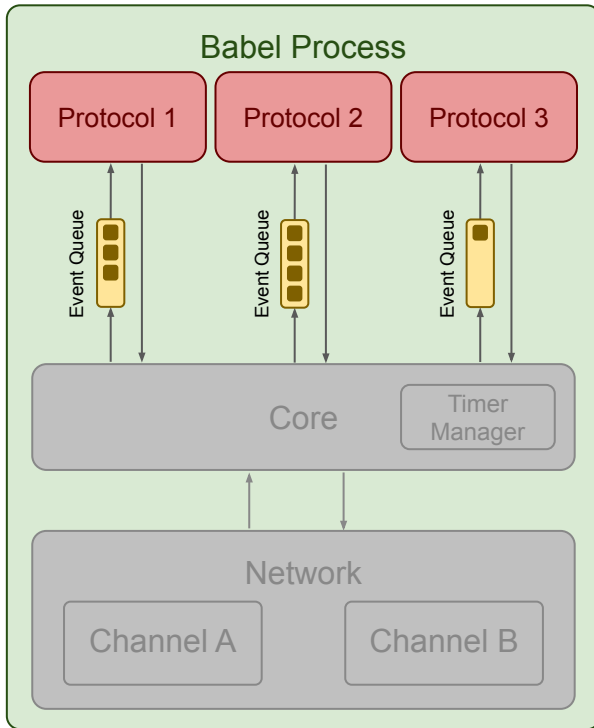 Babel Process
Protocol 1
Protocol 2
Protocol 3
Event Queue
Event Queue
Event Queue
Core
Timer
Manager
Network
Channel A
Channel B